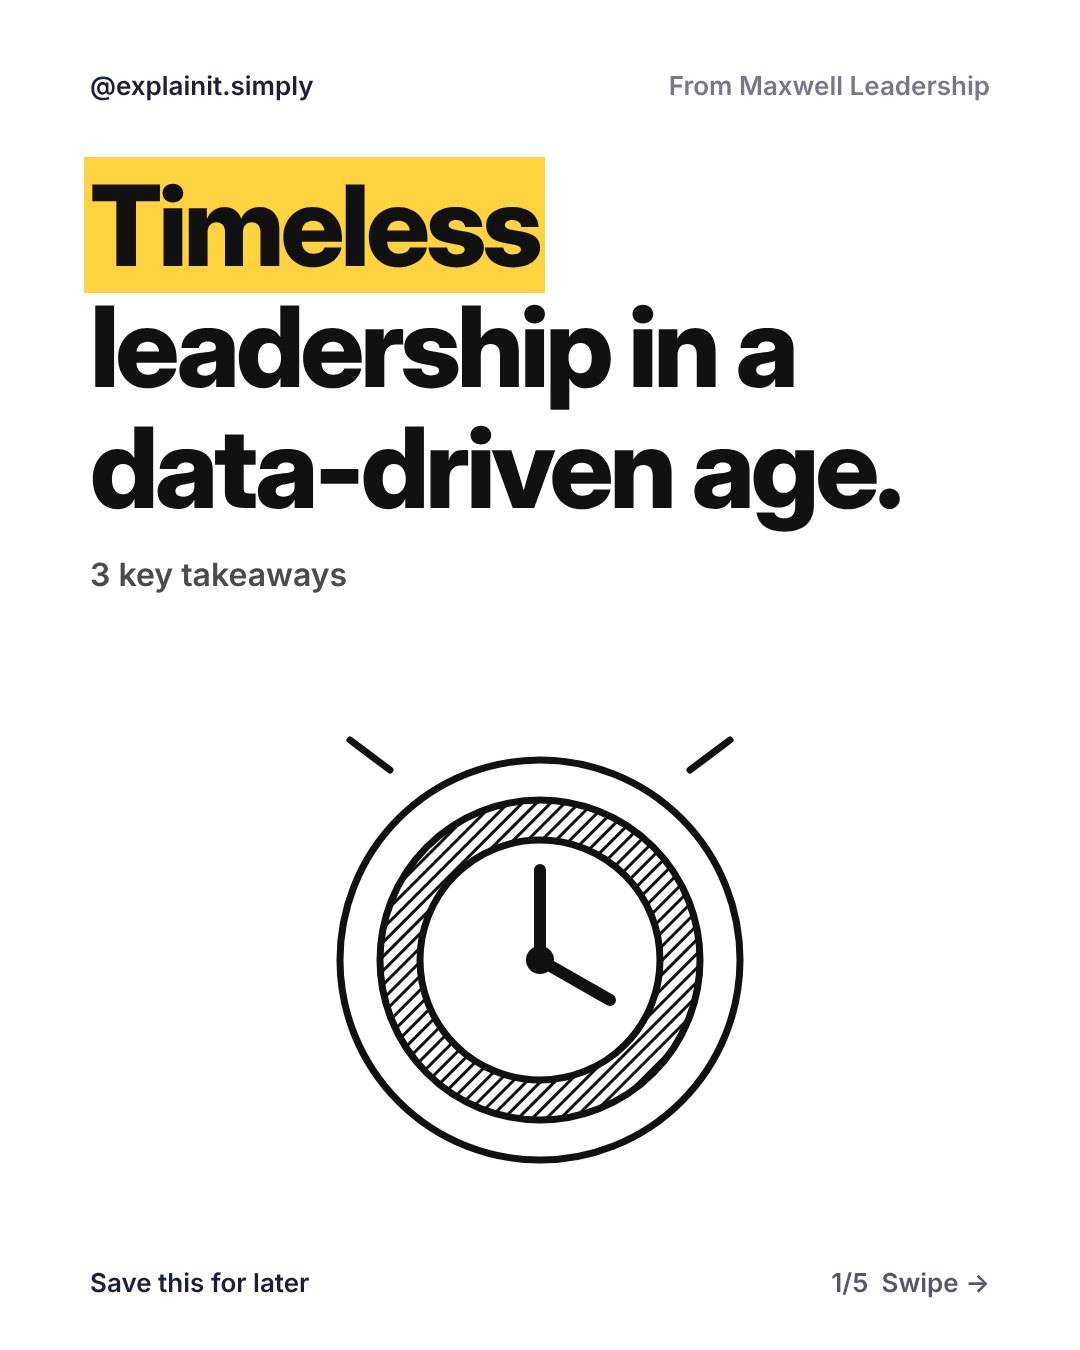 @explainit.simply
From Maxwell Leadership
Timeless
leadership in a
data-driven age.
3 key takeaways
Save this for later
1/5 Swipe →